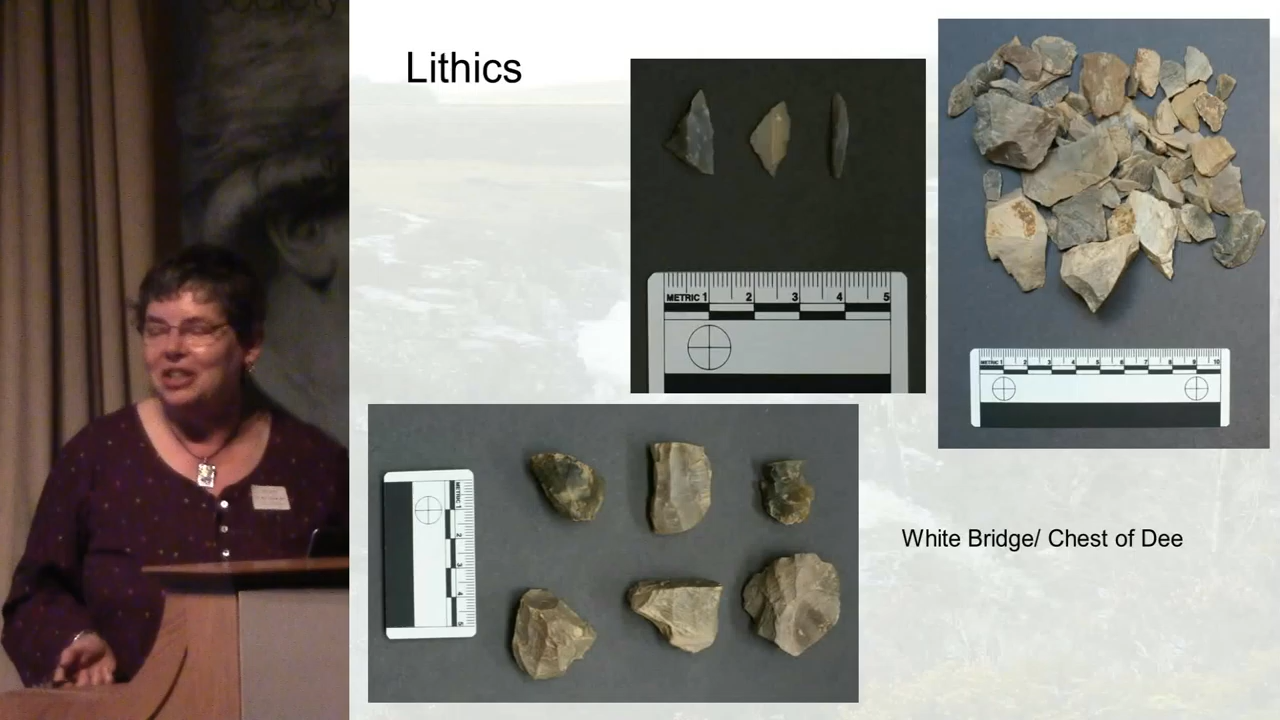 Society
Lithics
METRIC 1 2 3 4 5
METRIC 1 2 3 4 5 6 7 8 9 10
METRIC 1 2 3 4 5
White Bridge/ Chest of Dee